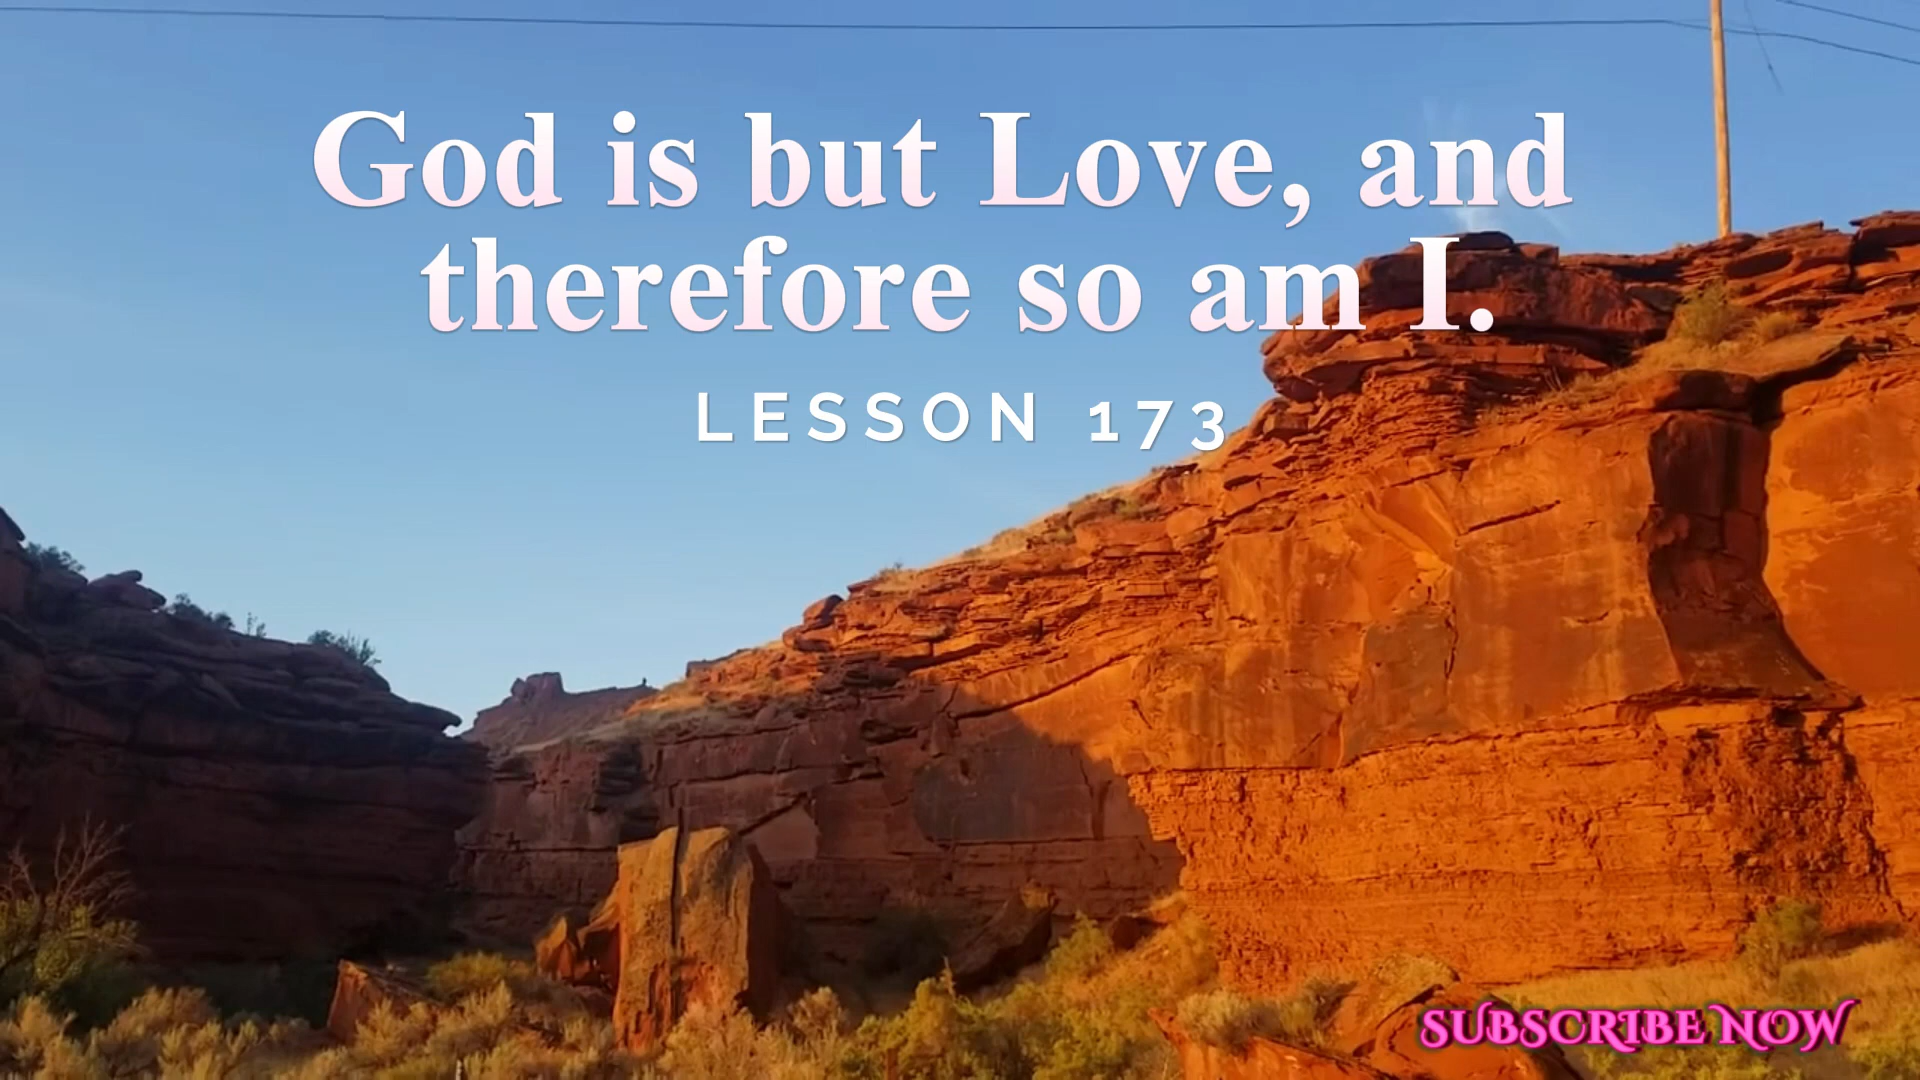 God is but Love, and
therefore so am I.
LESSON 173
SUBSCRIBE NOW